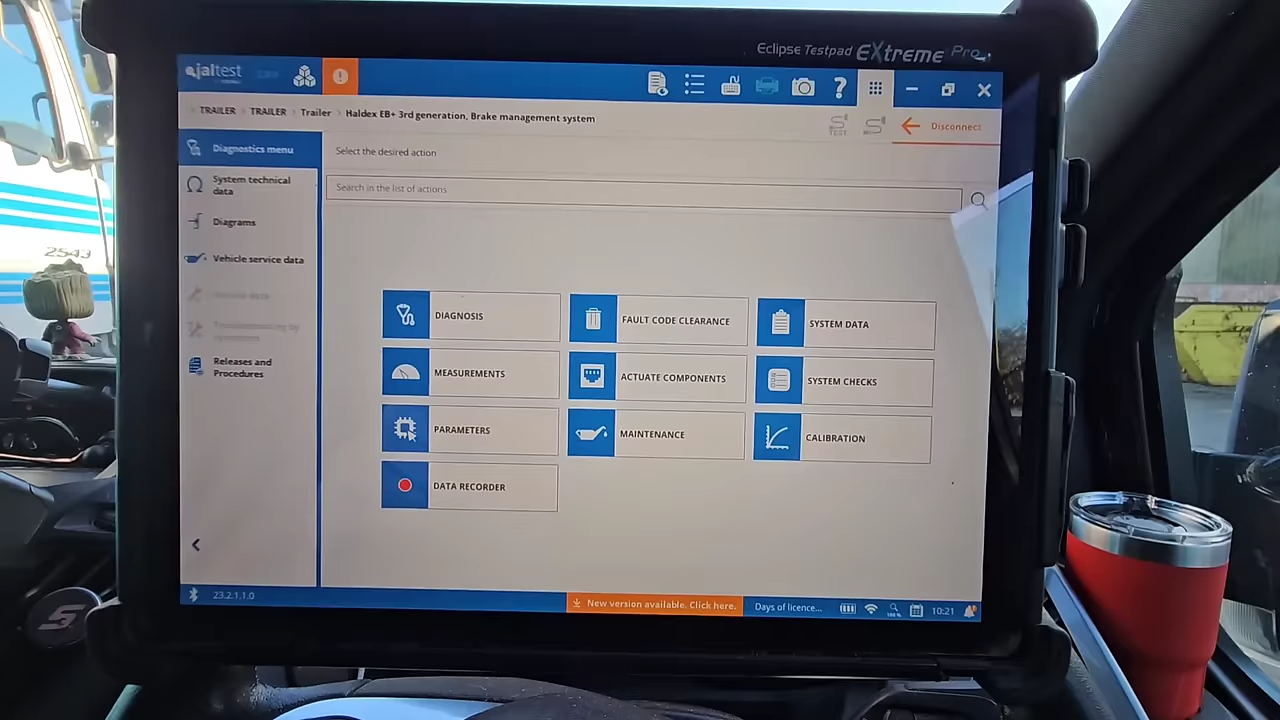 Eclipse Testpad EXtreme Pro
jaltest
TRAILER > TRAILER > Trailer > Haldex EB+ 3rd generation, Brake management system
TEST
Disconnect
Diagnostics menu
System technical data
Diagrams
Vehicle service data
Releases and Procedures
Select the desired action
Search in the list of actions
DIAGNOSIS
FAULT CODE CLEARANCE
SYSTEM DATA
MEASUREMENTS
ACTUATE COMPONENTS
SYSTEM CHECKS
PARAMETERS
MAINTENANCE
CALIBRATION
DATA RECORDER
23.2.1.1.0
New version available. Click here.
Days of licence...
100 %
10:21
2543
S